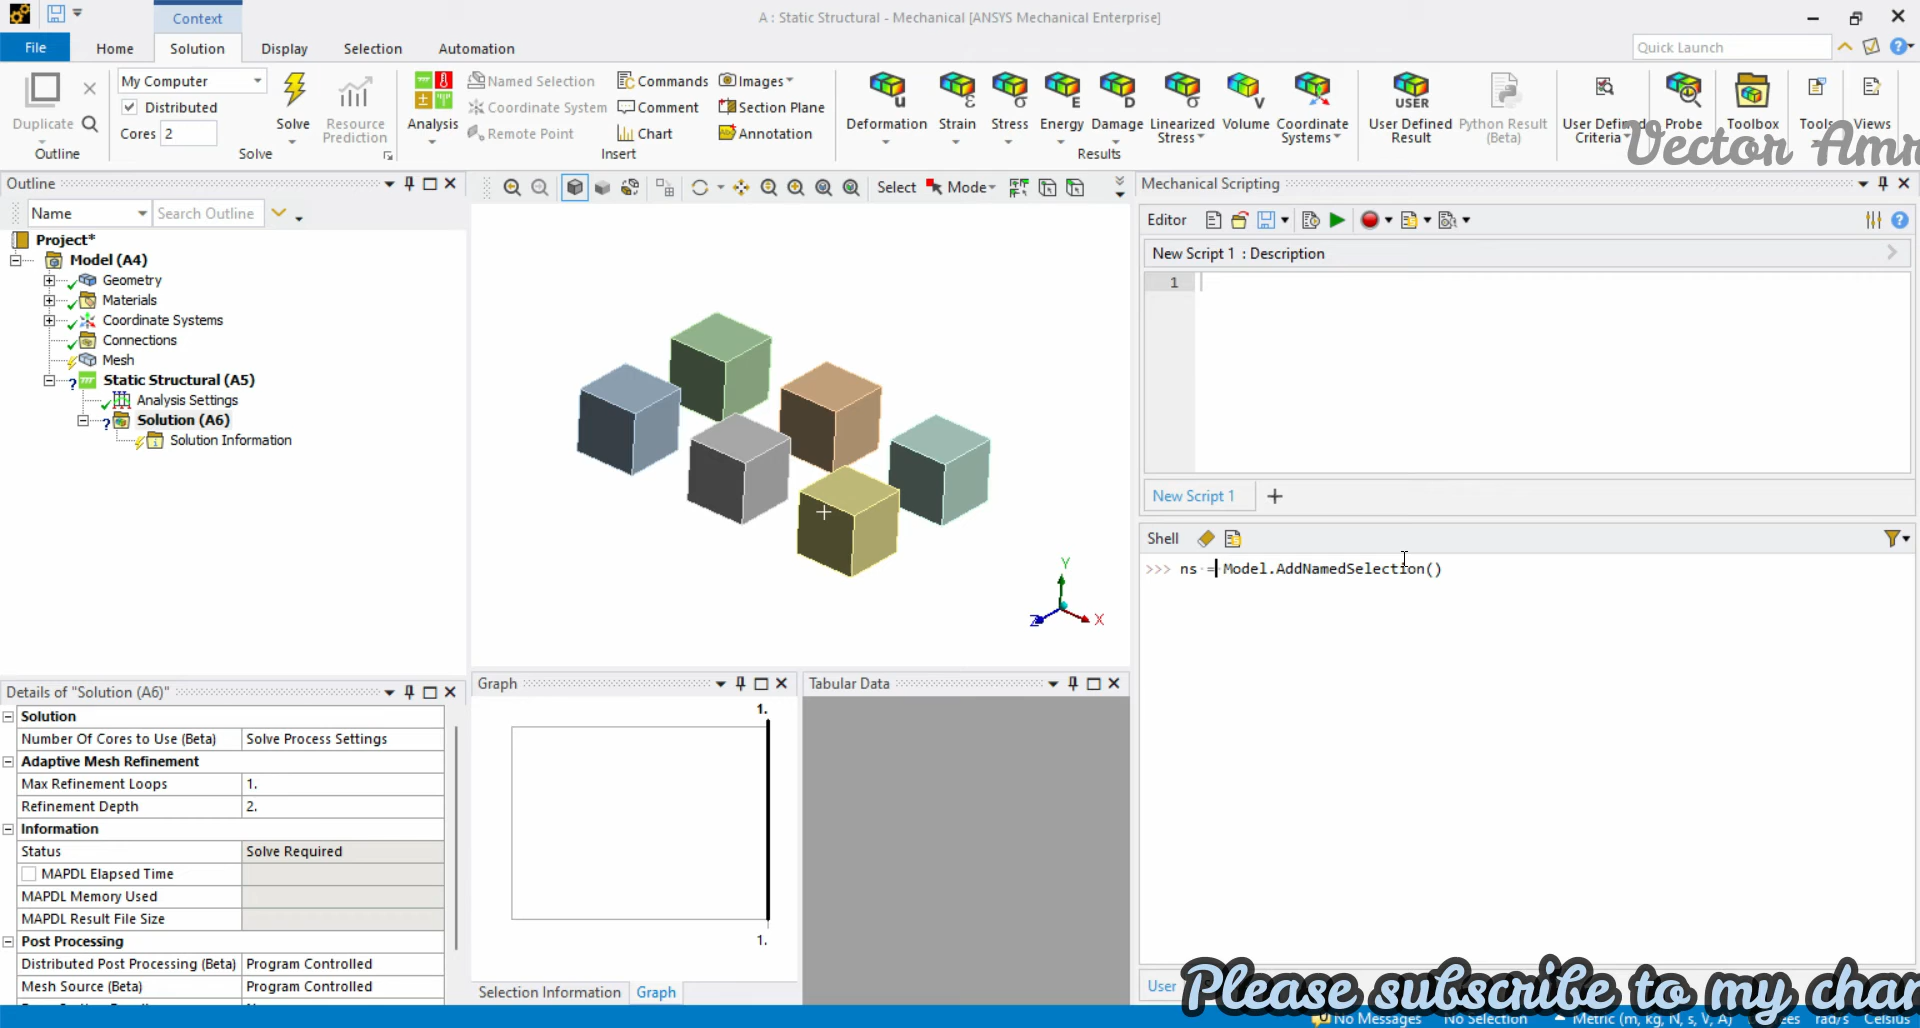 Context
A : Static Structural - Mechanical [ANSYS Mechanical Enterprise]
File Home Solution Display Selection Automation
Quick Launch
Duplicate
Outline
My Computer
Distributed
Cores 2
Solve
Resource Prediction
Solve
Analysis
Named Selection
Coordinate System
Remote Point
Commands
Comment
Chart
Images
Section Plane
Annotation
Insert
Deformation
Strain
Stress
Energy
Damage
Linearized Stress
Volume
Coordinate Systems
Results
USER
User Defined Result
Python Result (Beta)
User Defined Criteria
Probe
Toolbox
Tools
Views
Vector Amr
Outline
Name
Search Outline
Project*
Model (A4)
Geometry
Materials
Coordinate Systems
Connections
Mesh
Static Structural (A5)
Analysis Settings
Solution (A6)
Solution Information
Select
Mode
Y
X
Z
Mechanical Scripting
Editor
New Script 1 : Description
1
New Script 1
Shell
>>> ns = Model.AddNamedSelection()
Details of "Solution (A6)"
Solution
Number Of Cores to Use (Beta) Solve Process Settings
Adaptive Mesh Refinement
Max Refinement Loops 1.
Refinement Depth 2.
Information
Status Solve Required
MAPDL Elapsed Time
MAPDL Memory Used
MAPDL Result File Size
Post Processing
Distributed Post Processing (Beta) Program Controlled
Mesh Source (Beta) Program Controlled
Graph
1.
1.
Selection Information Graph
Tabular Data
User
Please subscribe to my chan
No Messages No Selection Metric (m, kg, N, s, V, A) rad/s Celsius